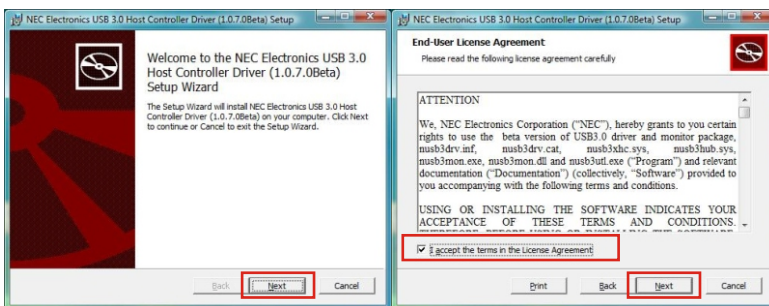 NEC Electronics USB 3.0 Host Controller Driver (1.0.7.0Beta) Setup
Welcome to the NEC Electronics USB 3.0
Host Controller Driver (1.0.7.0Beta)
Setup Wizard
The Setup Wizard will install NEC Electronics USB 3.0 Host
Controller Driver (1.0.7.0Beta) on your computer. Click Next
to continue or Cancel to exit the Setup Wizard.
Back Next Cancel
NEC Electronics USB 3.0 Host Controller Driver (1.0.7.0Beta) Setup
End-User License Agreement
Please read the following license agreement carefully
ATTENTION
We, NEC Electronics Corporation ("NEC"), hereby grants to you certain
rights to use the beta version of USB3.0 driver and monitor package,
nusb3drv.inf, nusb3drv.cat, nusb3xhc.sys, nusb3hub.sys,
nusb3mon.exe, nusb3mon.dll and nusb3utl.exe ("Program") and relevant
documentation ("Documentation") (collectively, "Software") provided to
you accompanying with the following terms and conditions.
USING OR INSTALLING THE SOFTWARE INDICATES YOUR
ACCEPTANCE OF THESE TERMS AND CONDITIONS.
I accept the terms in the License Agreement
Print Back Next Cancel